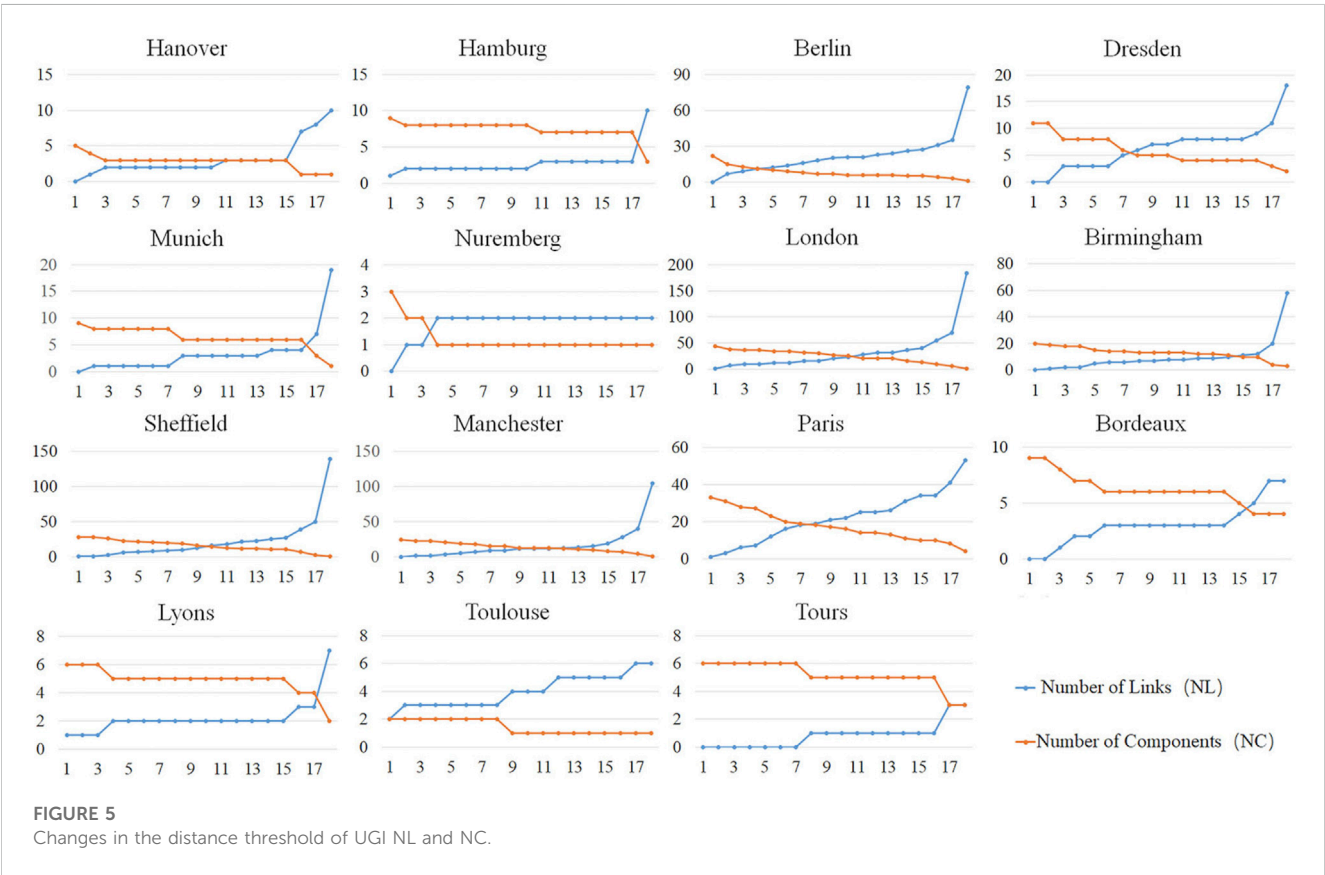 Hanover
15
10
5
0
1 3 5 7 9 11 13 15 17
Hamburg
15
10
5
0
1 3 5 7 9 11 13 15 17
Berlin
90
60
30
0
1 3 5 7 9 11 13 15 17
Dresden
20
15
10
5
0
1 3 5 7 9 11 13 15 17
Munich
20
15
10
5
0
1 3 5 7 9 11 13 15 17
Nuremberg
4
3
2
1
0
1 3 5 7 9 11 13 15 17
London
200
150
100
50
0
1 3 5 7 9 11 13 15 17
Birmingham
80
60
40
20
0
1 3 5 7 9 11 13 15 17
Sheffield
150
100
50
0
1 3 5 7 9 11 13 15 17
Manchester
150
100
50
0
1 3 5 7 9 11 13 15 17
Paris
60
40
20
0
1 3 5 7 9 11 13 15 17
Bordeaux
10
5
0
1 3 5 7 9 11 13 15 17
Lyons
8
6
4
2
0
1 3 5 7 9 11 13 15 17
Toulouse
8
6
4
2
0
1 3 5 7 9 11 13 15 17
Tours
8
6
4
2
0
1 3 5 7 9 11 13 15 17
Number of Links（NL）
Number of Components（NC）
FIGURE 5
Changes in the distance threshold of UGI NL and NC.